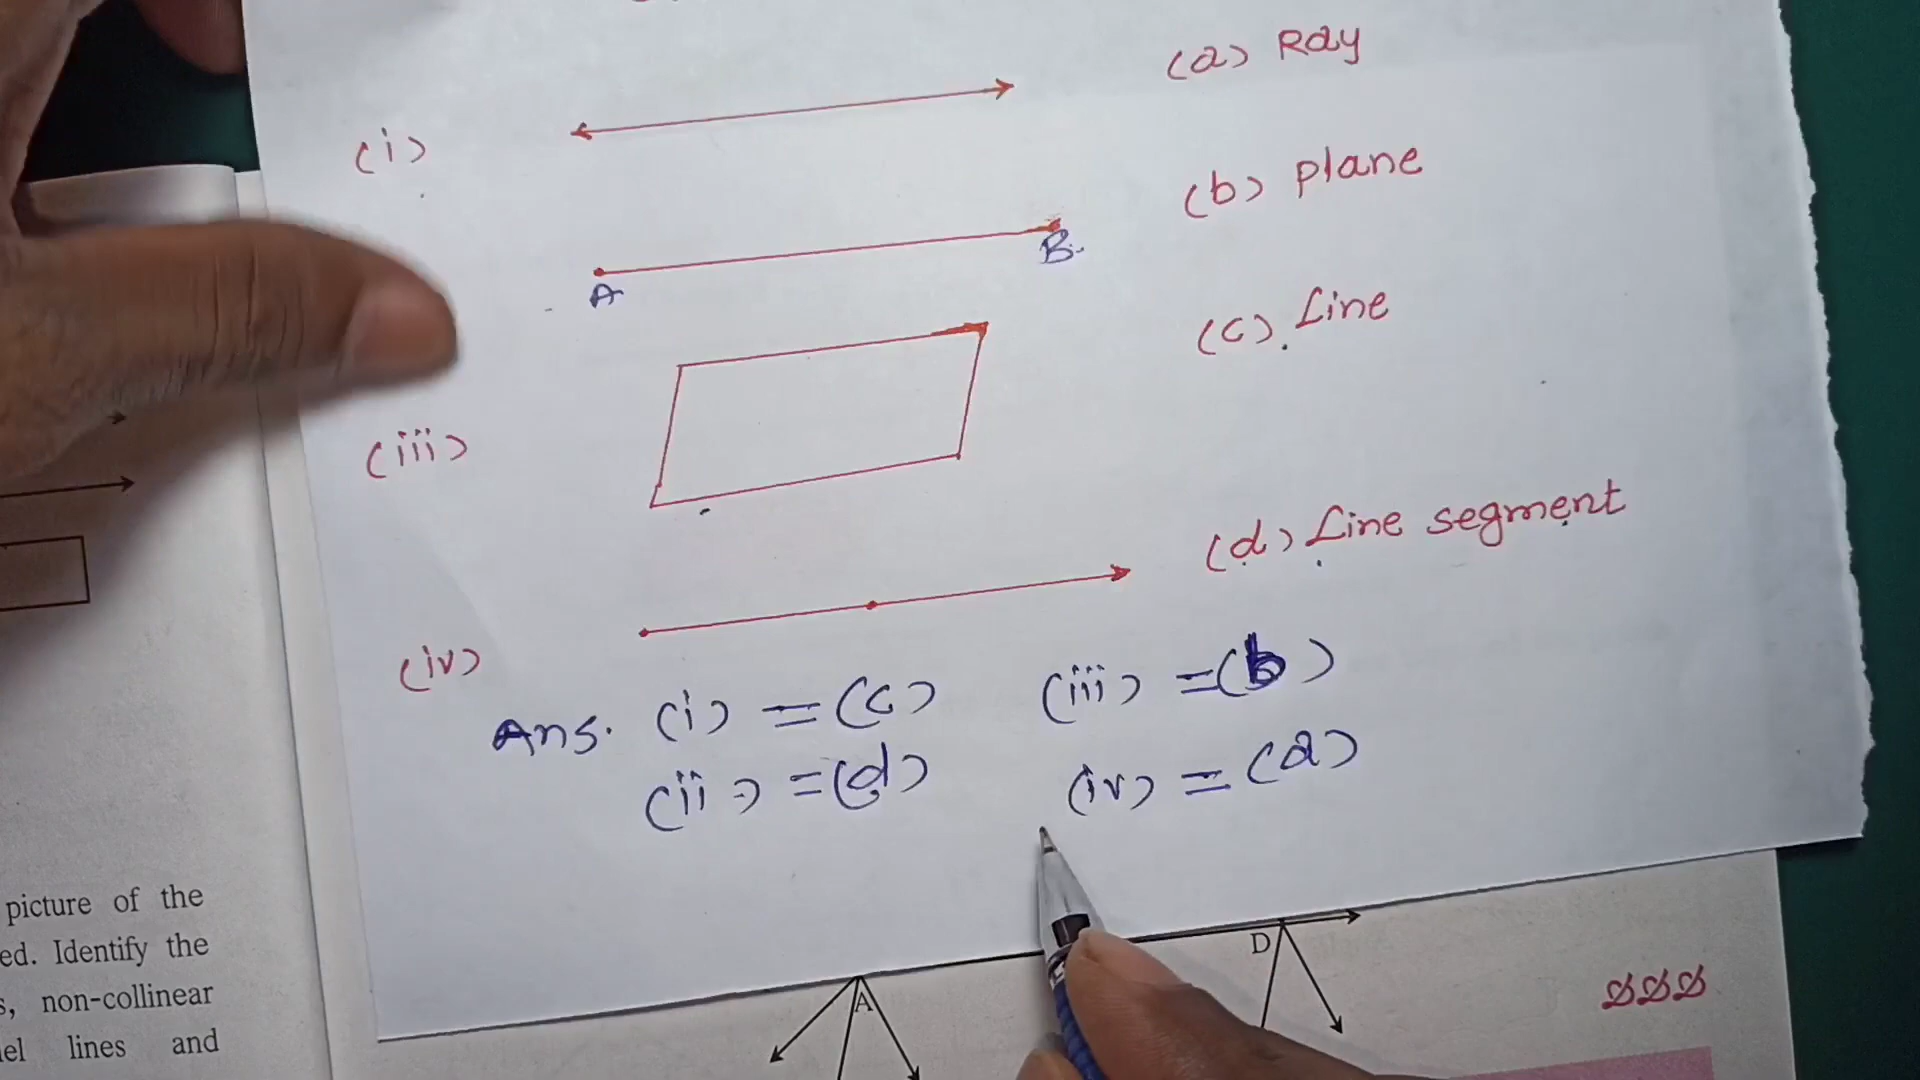 (a) Ray
(i)
(b) plane
A B
(c) Line
(iii)
(d) Line segment
(iv)
Ans. (i) = (c) (iii) = (b)
(ii) = (d) (iv) = (a)
picture of the
ed. Identify the
s, non-collinear
lines and
A D